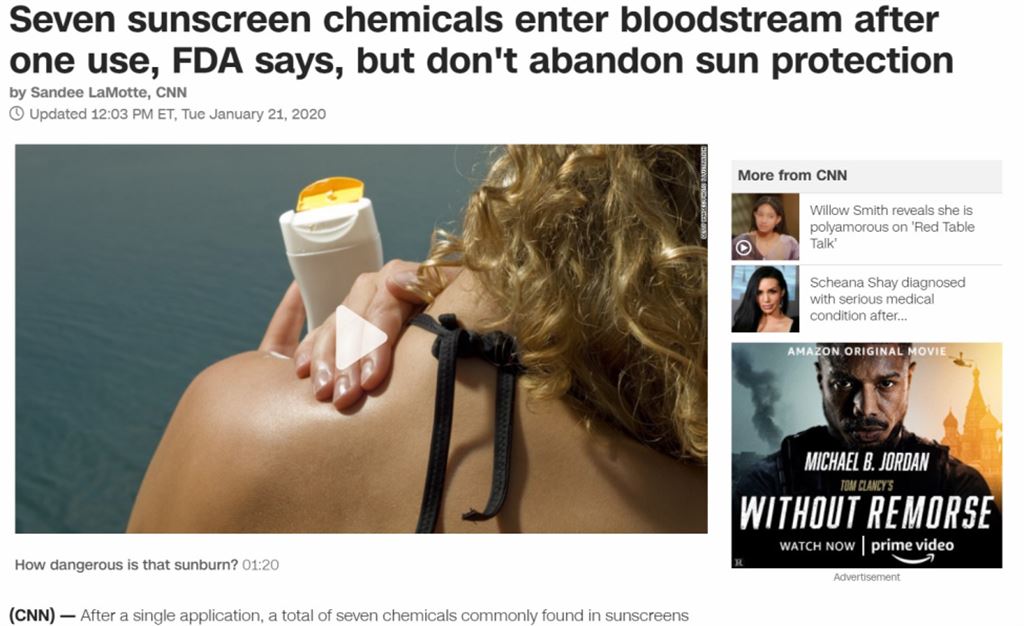 Seven sunscreen chemicals enter bloodstream after
one use, FDA says, but don't abandon sun protection
by Sandee LaMotte, CNN
Updated 12:03 PM ET, Tue January 21, 2020
How dangerous is that sunburn? 01:20
(CNN) — After a single application, a total of seven chemicals commonly found in sunscreens
More from CNN
Willow Smith reveals she is
polyamorous on 'Red Table
Talk'
Scheana Shay diagnosed
with serious medical
condition after...
AMAZON ORIGINAL MOVIE
MICHAEL B. JORDAN
TOM CLANCY'S
WITHOUT REMORSE
WATCH NOW | prime video
Advertisement